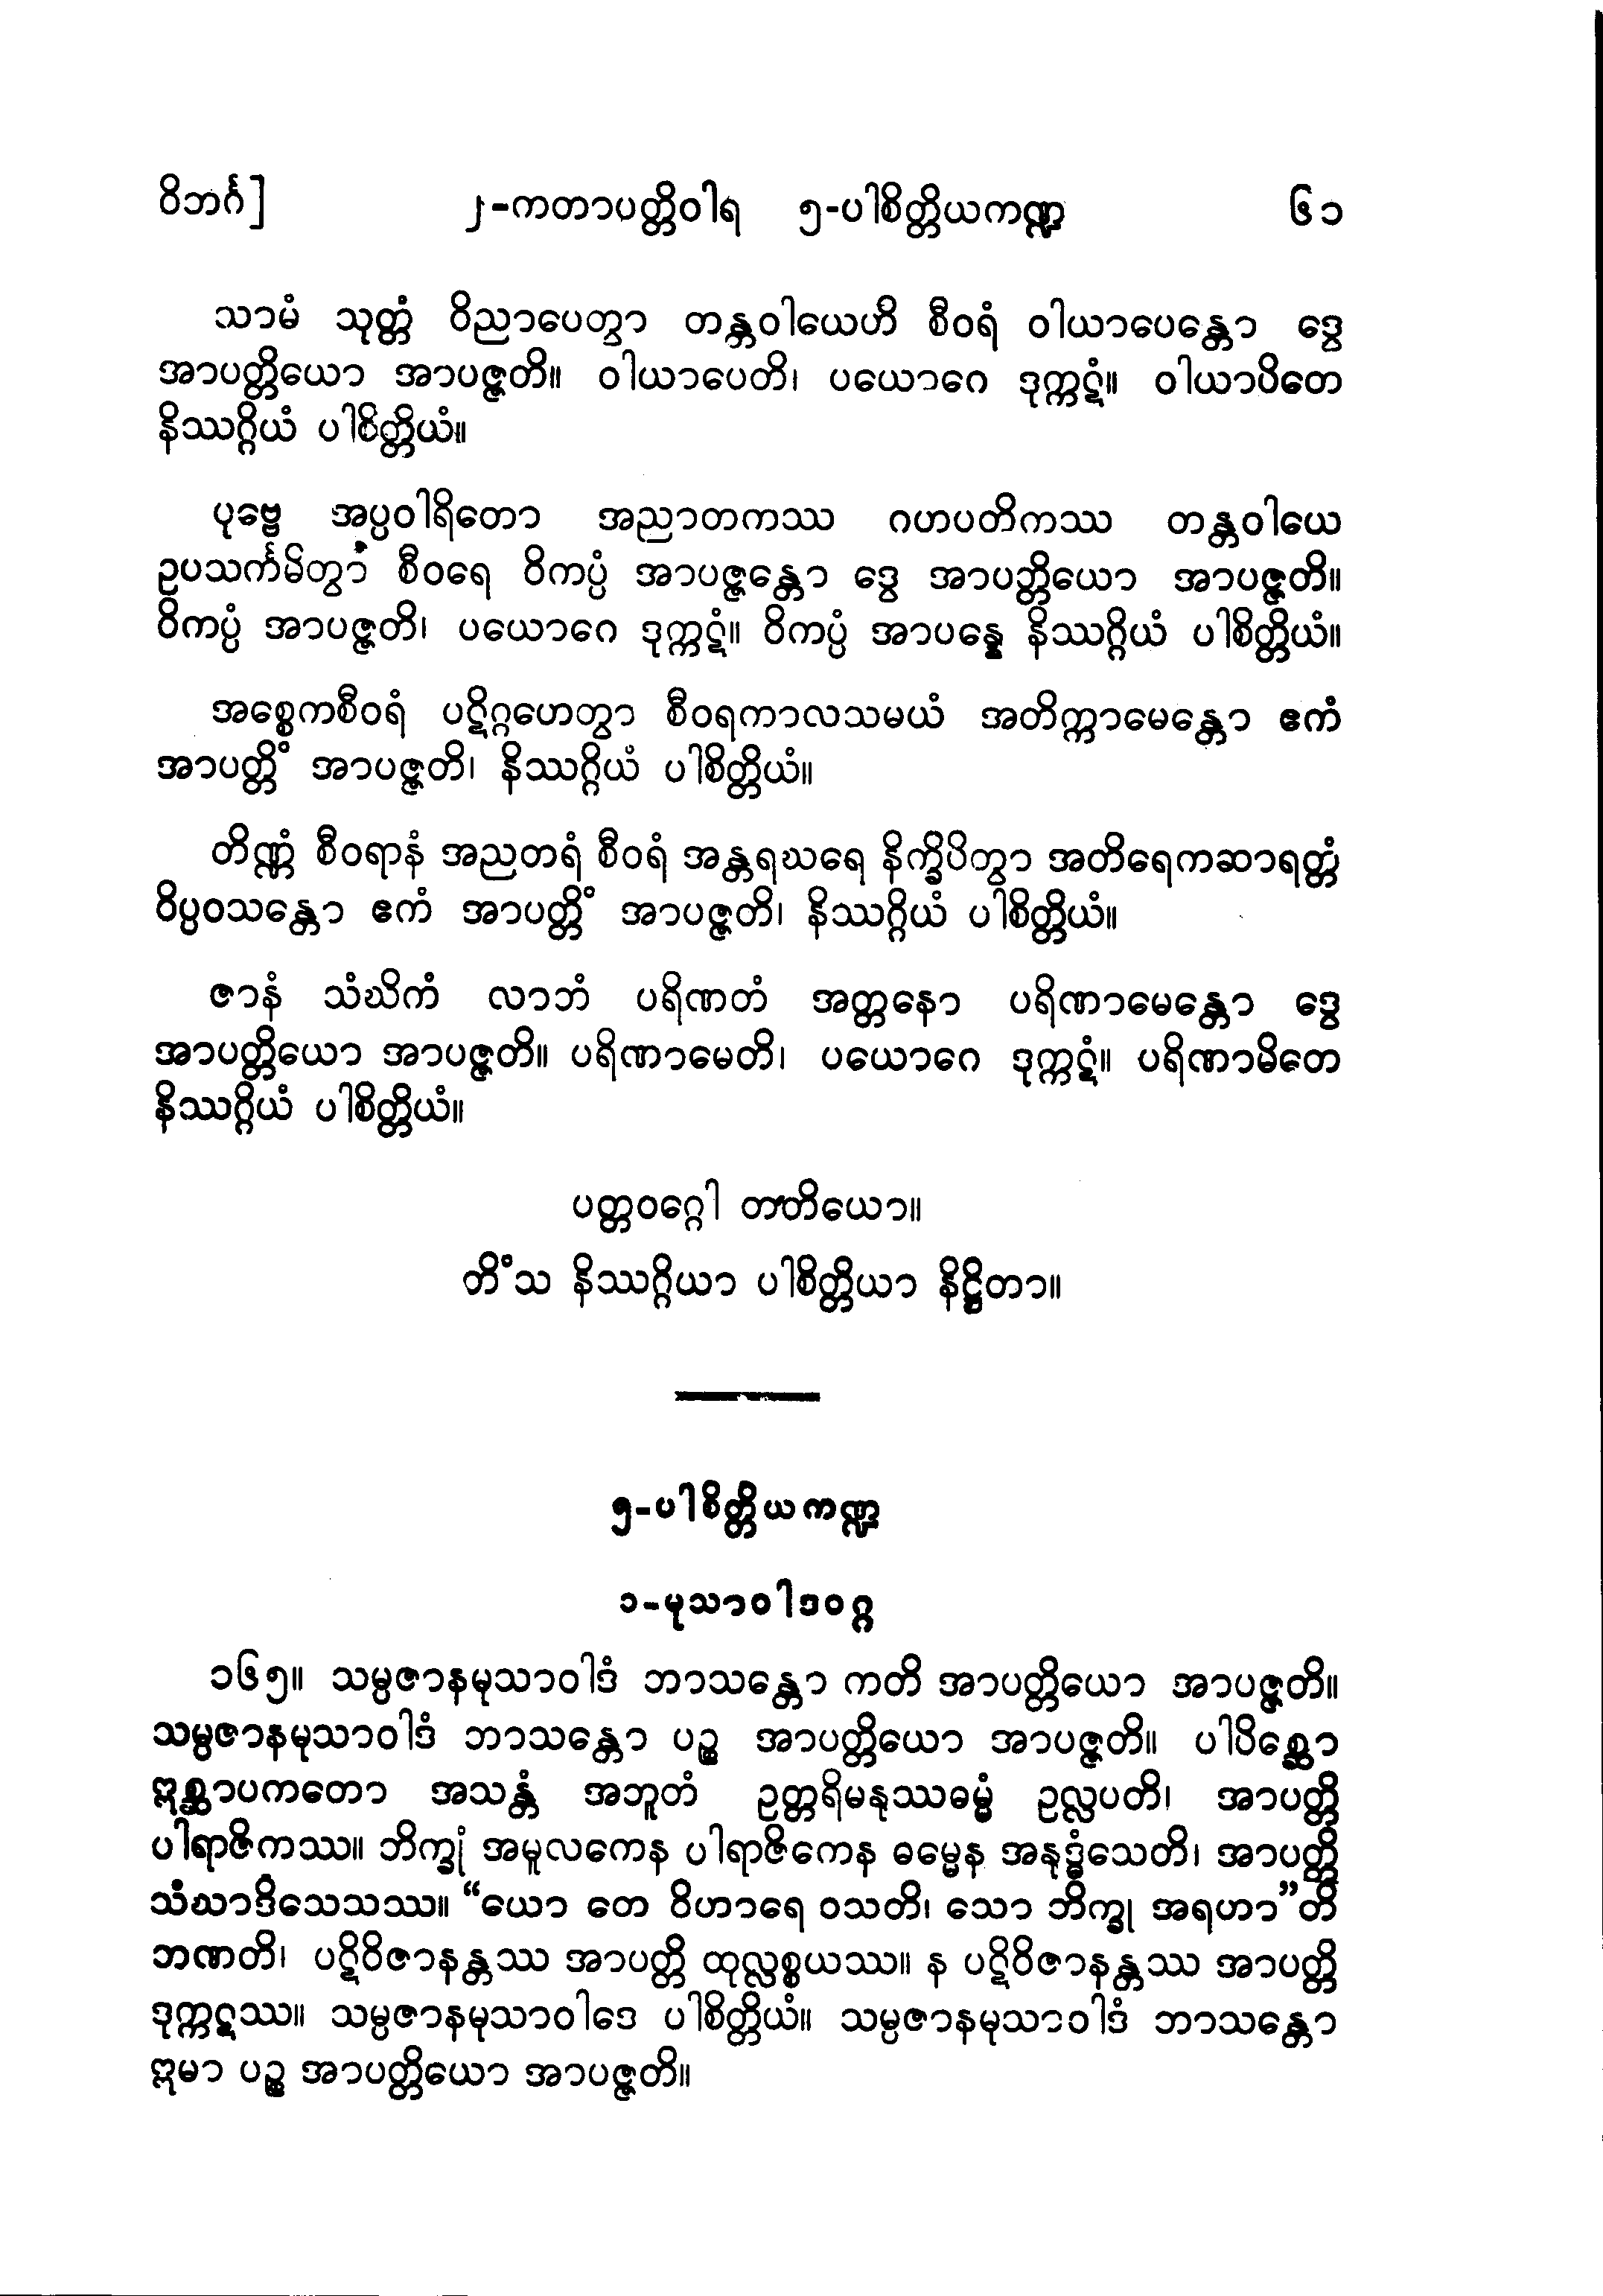 ဝိဘင်္ဂ]	၂-ကတာပတ္တိဝါရ ၅-ပါစိတ္တိယကဏ္ဍ	၆၁
သာမံ သုတ္တံ ဝိညာပေတွာ တန္တဝါယေဟိ စီဝရံ ဝါယာပေန္တော ဒွေ
အာပတ္တိယော အာပဇ္ဇတိ။ ဝါယာပေတိ၊ ပယောဂေ ဒုက္ကဋံ။ ဝါယာပိတေ
နိဿဂ္ဂိယံ ပါစိတ္တိယံ။
ပုဗ္ဗေ အပ္ပဝါရိတော အညာတကဿ ဂဟပတိကဿ တန္တဝါယေ
ဥပသင်္ကမိတွာ စီဝရေ ဝိကပ္ပံ အာပဇ္ဇန္တော ဒွေ အာပတ္တိယော အာပဇ္ဇတိ။
ဝိကပ္ပံ အာပဇ္ဇတိ၊ ပယောဂေ ဒုက္ကဋံ။ ဝိကပ္ပံ အာပန္နေ နိဿဂ္ဂိယံ ပါစိတ္တိယံ။
အစ္စေကစီဝရံ ပဋိဂ္ဂဟေတွာ စီဝရကာလသမယံ အတိက္ကာမေန္တော ဧကံ
အာပတ္တိံ အာပဇ္ဇတိ၊ နိဿဂ္ဂိယံ ပါစိတ္တိယံ။
တိဏ္ဏံ စီဝရာနံ အညတရံ စီဝရံ အန္တရဃရေ နိက္ခိပိတွာ အတိရေကဆာရတ္တံ
ဝိပ္ပဝသန္တော ဧကံ အာပတ္တိံ အာပဇ္ဇတိ၊ နိဿဂ္ဂိယံ ပါစိတ္တိယံ။
ဇာနံ သံဃိကံ လာဘံ ပရိဏတံ အတ္တနော ပရိဏာမေန္တော ဒွေ
အာပတ္တိယော အာပဇ္ဇတိ။ ပရိဏာမေတိ၊ ပယောဂေ ဒုက္ကဋံ။ ပရိဏာမိတေ
နိဿဂ္ဂိယံ ပါစိတ္တိယံ။
ပတ္တဝဂ္ဂေါ တတိယော။
တိံသ နိဿဂ္ဂိယာ ပါစိတ္တိယာ နိဋ္ဌိတာ။
၅-ပါစိတ္တိယကဏ္ဍ
၁-မုသာဝါဒဝဂ္ဂ
၁၆၅။ သမ္ပဇာနမုသာဝါဒံ ဘာသန္တော ကတိ အာပတ္တိယော အာပဇ္ဇတိ။
သမ္ပဇာနမုသာဝါဒံ ဘာသန္တော ပဉ္စ အာပတ္တိယော အာပဇ္ဇတိ။ ပါပိစ္ဆော
ဣစ္ဆာပကတော အသန္တံ အဘူတံ ဥတ္တရိမနုဿဓမ္မံ ဥလ္လပတိ၊ အာပတ္တိ
ပါရာဇိကဿ။ ဘိက္ခုံ အမူလကေန ပါရာဇိကေန ဓမ္မေန အနုဒ္ဓံသေတိ၊ အာပတ္တိ
သံဃာဒိသေသဿ။ “ယော တေ ဝိဟာရေ ဝသတိ၊ သော ဘိက္ခု အရဟာ”တိ
ဘဏတိ၊ ပဋိဝိဇာနန္တဿ အာပတ္တိ ထုလ္လစ္စယဿ။ န ပဋိဝိဇာနန္တဿ အာပတ္တိ
ဒုက္ကဋဿ။ သမ္ပဇာနမုသာဝါဒေ ပါစိတ္တိယံ။ သမ္ပဇာနမုသာဝါဒံ ဘာသန္တော
ဣမာ ပဉ္စ အာပတ္တိယော အာပဇ္ဇတိ။